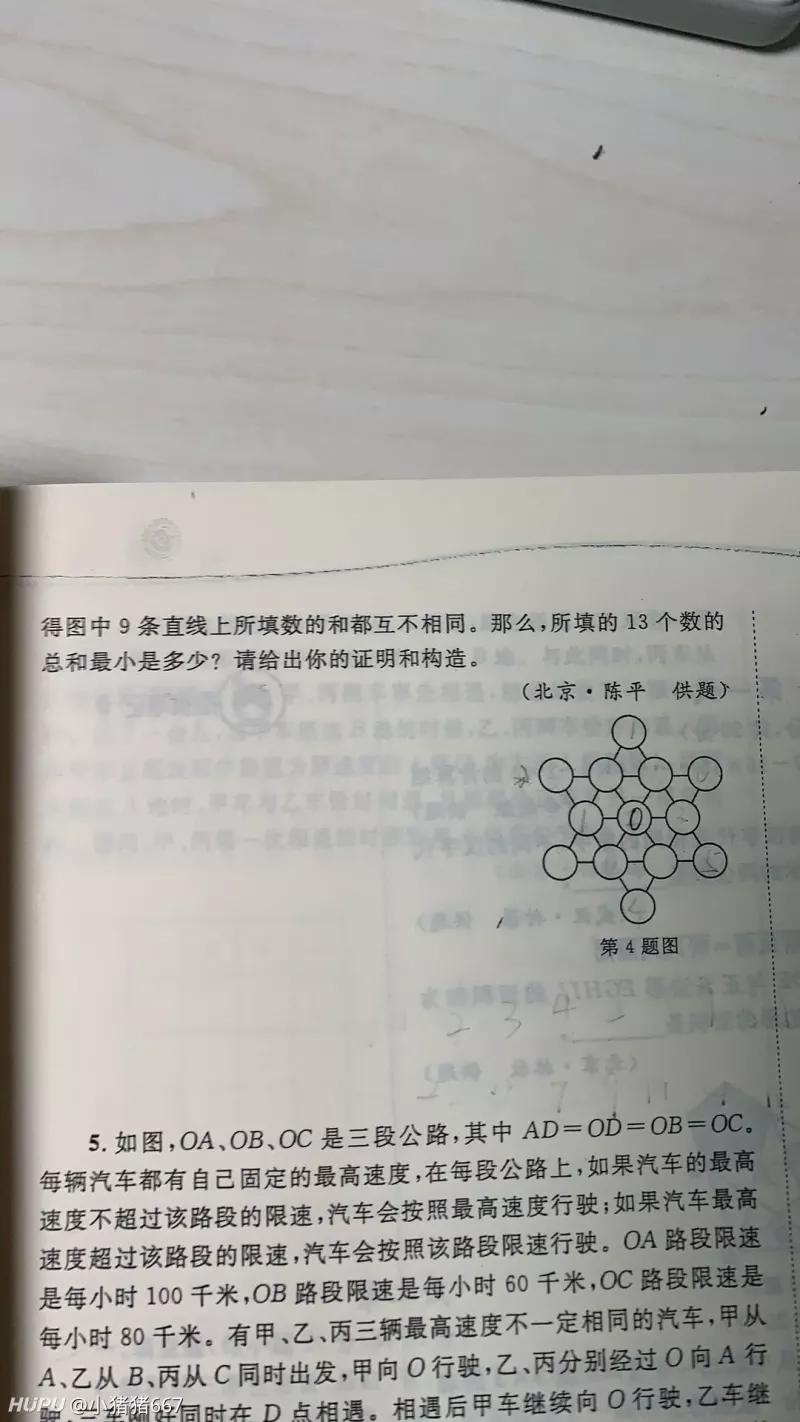 得图中 9 条直线上所填数的和都互不相同。那么,所填的 13 个数的
总和最小是多少?请给出你的证明和构造。
(北京·陈平 供题)
0
第 4 题图
2 3 4
5. 如图,OA、OB、OC 是三段公路,其中 AD=OD=OB=OC。
每辆汽车都有自己固定的最高速度,在每段公路上,如果汽车的最高
速度不超过该路段的限速,汽车会按照最高速度行驶;如果汽车最高
速度超过该路段的限速,汽车会按照该路段限速行驶。OA 路段限速
是每小时 100 千米,OB 路段限速是每小时 60 千米,OC 路段限速是
每小时 80 千米。有甲、乙、丙三辆最高速度不一定相同的汽车,甲从
A、乙从 B、丙从 C 同时出发,甲向 O 行驶,乙、丙分别经过 O 向 A 行
驶,三车刚好同时在 D 点相遇。相遇后甲车继续向 O 行驶,乙车继
HUPU @小猪猪667